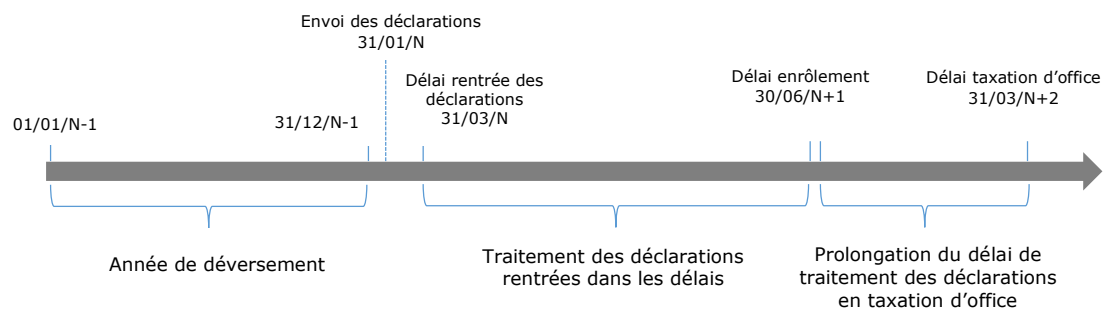 Envoi des déclarations
31/01/N
Délai rentrée des
déclarations
31/03/N
Délai enrôlement
30/06/N+1
Délai taxation d’office
31/03/N+2
01/01/N-1
31/12/N-1
Année de déversement
Traitement des déclarations
rentrées dans les délais
Prolongation du délai de
traitement des déclarations
en taxation d’office